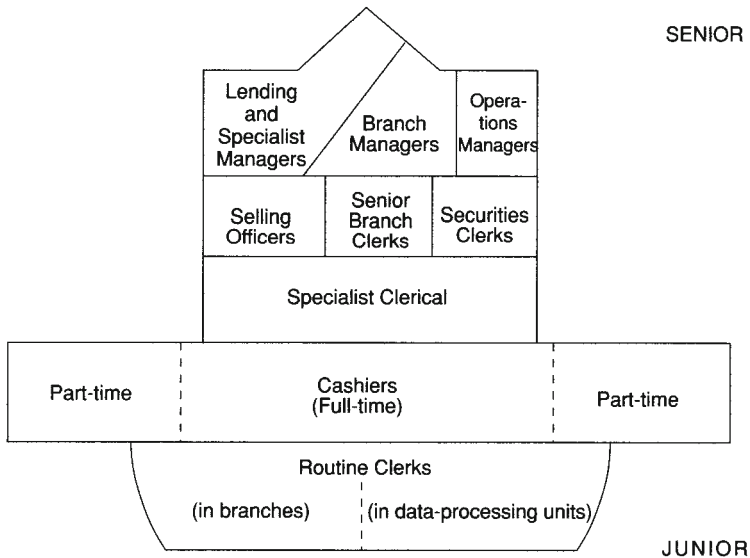 SENIOR
Lending
and
Specialist
Managers
Branch
Managers
Opera-
tions
Managers
Selling
Officers
Senior
Branch
Clerks
Securities
Clerks
Specialist Clerical
Part-time
Cashiers
(Full-time)
Part-time
Routine Clerks
(in branches)
(in data-processing units)
JUNIOR